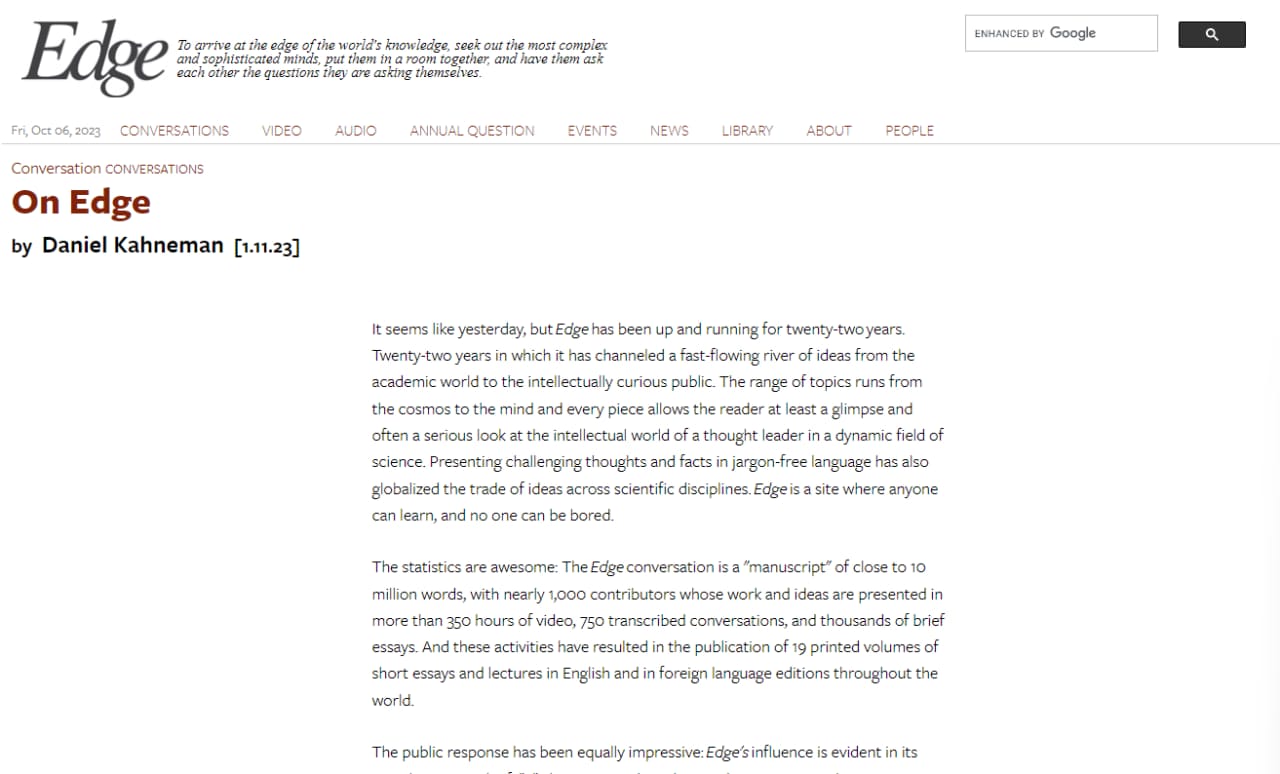 Edge
To arrive at the edge of the world's knowledge, seek out the most complex
and sophisticated minds, put them in a room together, and have them ask
each other the questions they are asking themselves.
ENHANCED BY Google
Fri, Oct 06, 2023 CONVERSATIONS VIDEO AUDIO ANNUAL QUESTION EVENTS NEWS LIBRARY ABOUT PEOPLE
Conversation CONVERSATIONS
On Edge
by Daniel Kahneman [1.11.23]
It seems like yesterday, but Edge has been up and running for twenty-two years.
Twenty-two years in which it has channeled a fast-flowing river of ideas from the
academic world to the intellectually curious public. The range of topics runs from
the cosmos to the mind and every piece allows the reader at least a glimpse and
often a serious look at the intellectual world of a thought leader in a dynamic field of
science. Presenting challenging thoughts and facts in jargon-free language has also
globalized the trade of ideas across scientific disciplines. Edge is a site where anyone
can learn, and no one can be bored.
The statistics are awesome: The Edge conversation is a "manuscript" of close to 10
million words, with nearly 1,000 contributors whose work and ideas are presented in
more than 350 hours of video, 750 transcribed conversations, and thousands of brief
essays. And these activities have resulted in the publication of 19 printed volumes of
short essays and lectures in English and in foreign language editions throughout the
world.
The public response has been equally impressive: Edge's influence is evident in its